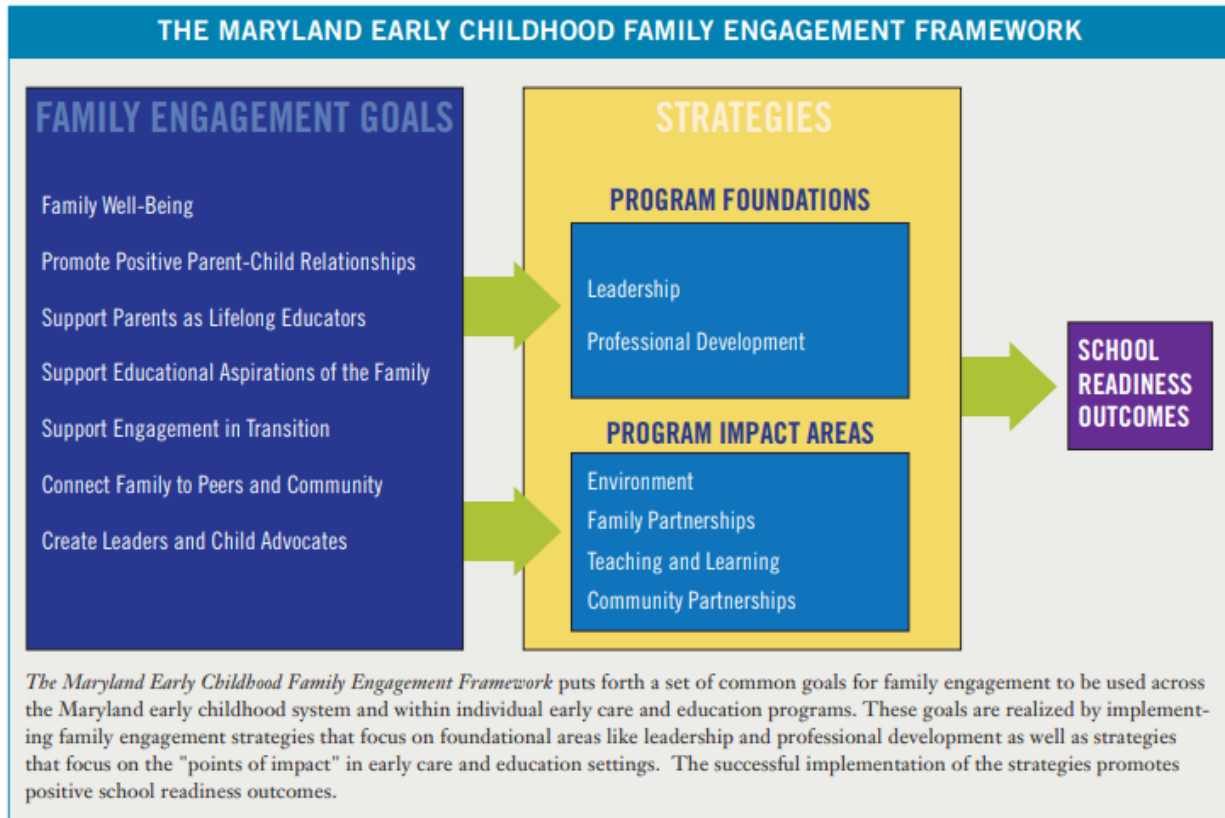 THE MARYLAND EARLY CHILDHOOD FAMILY ENGAGEMENT FRAMEWORK
FAMILY ENGAGEMENT GOALS
Family Well-Being
Promote Positive Parent-Child Relationships
Support Parents as Lifelong Educators
Support Educational Aspirations of the Family
Support Engagement in Transition
Connect Family to Peers and Community
Create Leaders and Child Advocates
STRATEGIES
PROGRAM FOUNDATIONS
Leadership
Professional Development
PROGRAM IMPACT AREAS
Environment
Family Partnerships
Teaching and Learning
Community Partnerships
SCHOOL
READINESS
OUTCOMES
The Maryland Early Childhood Family Engagement Framework puts forth a set of common goals for family engagement to be used across
the Maryland early childhood system and within individual early care and education programs. These goals are realized by implement-
ing family engagement strategies that focus on foundational areas like leadership and professional development as well as strategies
that focus on the "points of impact" in early care and education settings.  The successful implementation of the strategies promotes
positive school readiness outcomes.